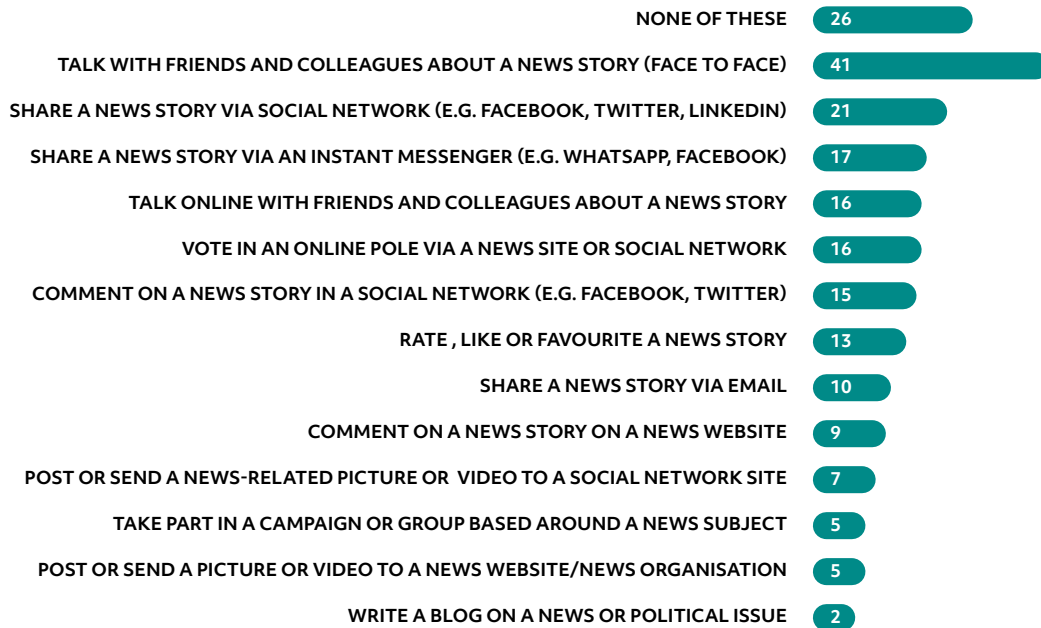 NONE OF THESE 26
TALK WITH FRIENDS AND COLLEAGUES ABOUT A NEWS STORY (FACE TO FACE) 41
SHARE A NEWS STORY VIA SOCIAL NETWORK (E.G. FACEBOOK, TWITTER, LINKEDIN) 21
SHARE A NEWS STORY VIA AN INSTANT MESSENGER (E.G. WHATSAPP, FACEBOOK) 17
TALK ONLINE WITH FRIENDS AND COLLEAGUES ABOUT A NEWS STORY 16
VOTE IN AN ONLINE POLE VIA A NEWS SITE OR SOCIAL NETWORK 16
COMMENT ON A NEWS STORY IN A SOCIAL NETWORK (E.G. FACEBOOK, TWITTER) 15
RATE , LIKE OR FAVOURITE A NEWS STORY 13
SHARE A NEWS STORY VIA EMAIL 10
COMMENT ON A NEWS STORY ON A NEWS WEBSITE 9
POST OR SEND A NEWS-RELATED PICTURE OR VIDEO TO A SOCIAL NETWORK SITE 7
TAKE PART IN A CAMPAIGN OR GROUP BASED AROUND A NEWS SUBJECT 5
POST OR SEND A PICTURE OR VIDEO TO A NEWS WEBSITE/NEWS ORGANISATION 5
WRITE A BLOG ON A NEWS OR POLITICAL ISSUE 2